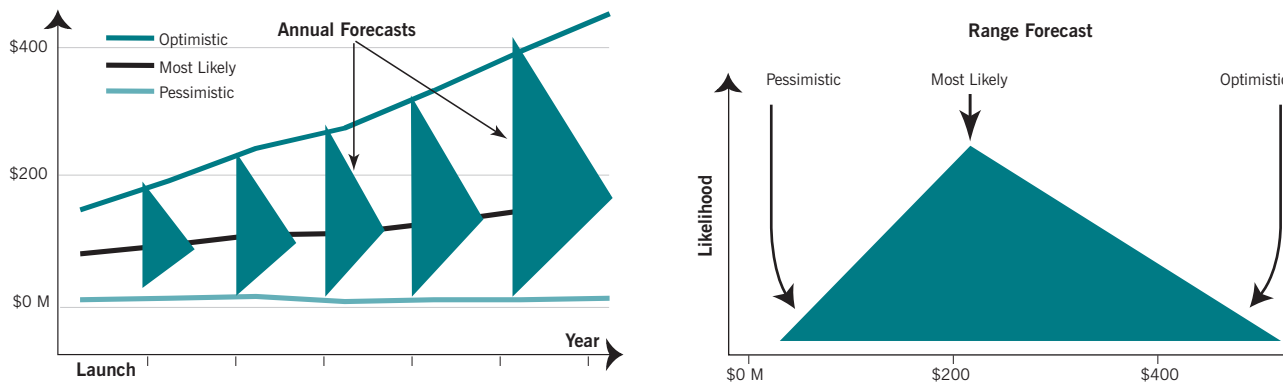 Annual Forecasts
$400
Optimistic
Most Likely
Pessimistic
$200
$0 M
Year
Launch
Range Forecast
Pessimistic
Most Likely
Optimistic
Likelihood
$0 M
$200
$400